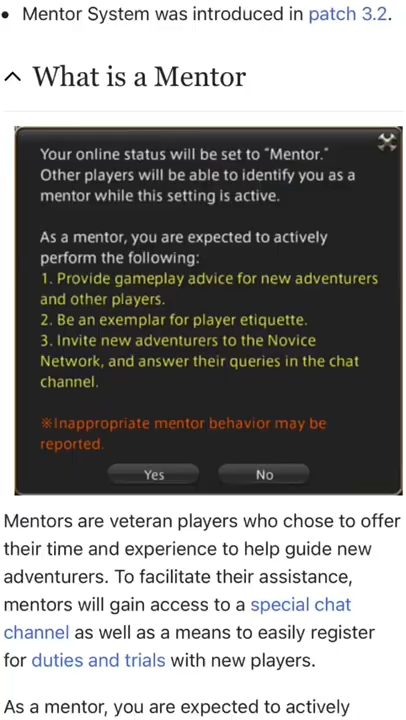 • Mentor System was introduced in patch 3.2.
What is a Mentor
Your online status will be set to "Mentor."
Other players will be able to identify you as a
mentor while this setting is active.
As a mentor, you are expected to actively
perform the following:
1. Provide gameplay advice for new adventurers
and other players.
2. Be an exemplar for player etiquette.
3. Invite new adventurers to the Novice
Network, and answer their queries in the chat
channel.
※Inappropriate mentor behavior may be
reported.
Yes No
Mentors are veteran players who chose to offer
their time and experience to help guide new
adventurers. To facilitate their assistance,
mentors will gain access to a special chat
channel as well as a means to easily register
for duties and trials with new players.
As a mentor, you are expected to actively